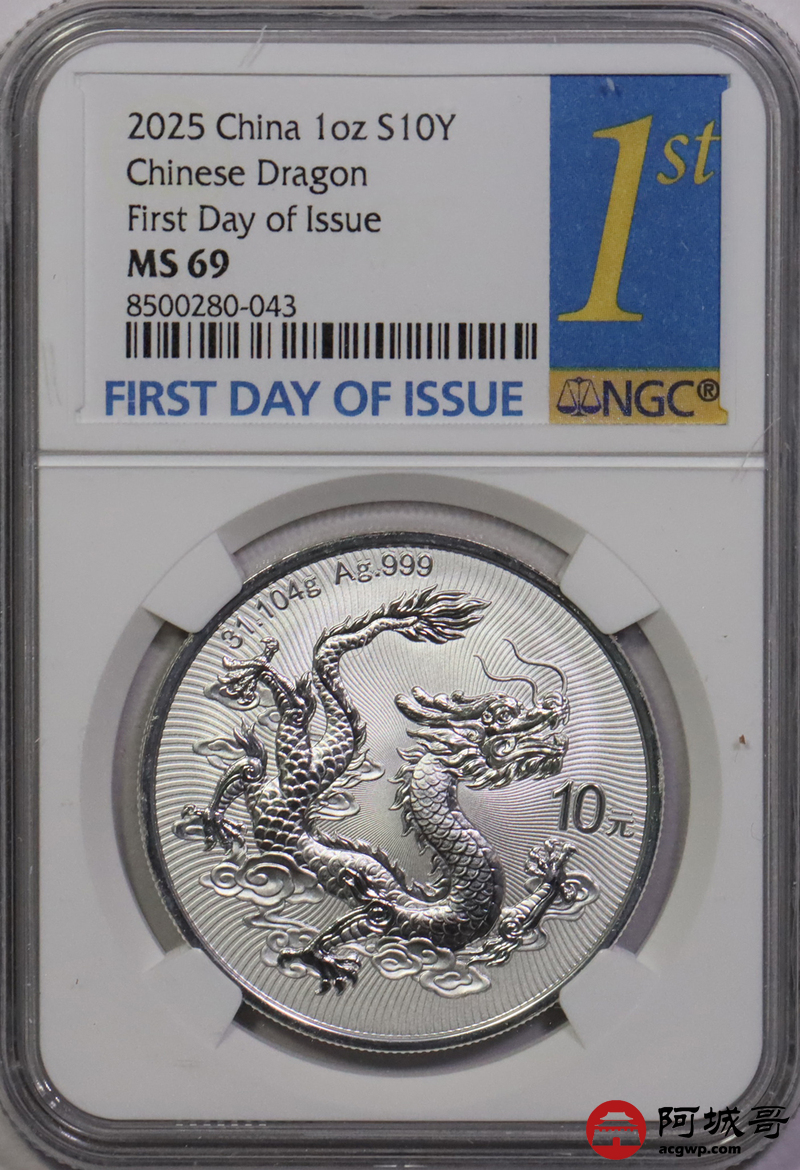 2025 China 1oz S10Y
Chinese Dragon
First Day of Issue
MS 69
8500280-043
FIRST DAY OF ISSUE
1st
NGC®
31.104g Ag.999
10元
阿城哥
acgwp.com